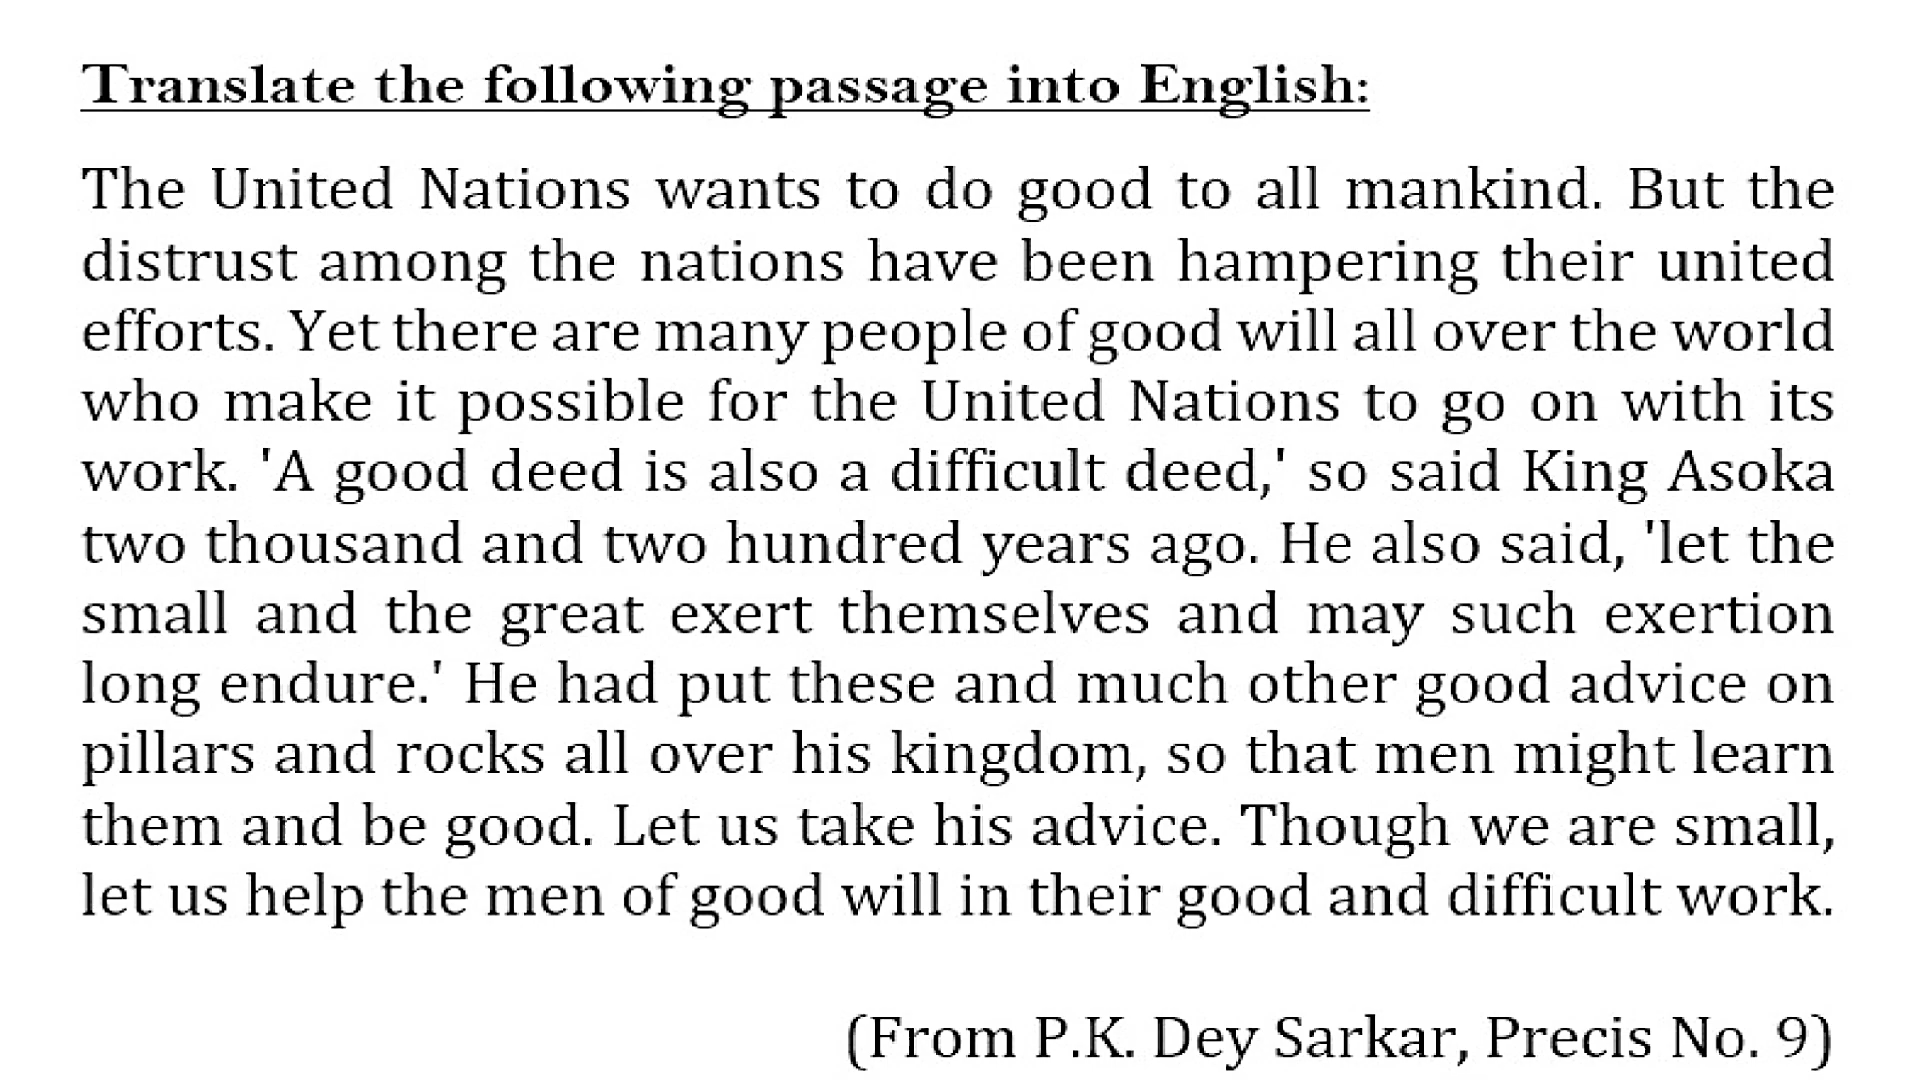 Translate the following passage into English:
The United Nations wants to do good to all mankind. But the
distrust among the nations have been hampering their united
efforts. Yet there are many people of good will all over the world
who make it possible for the United Nations to go on with its
work. 'A good deed is also a difficult deed,' so said King Asoka
two thousand and two hundred years ago. He also said, 'let the
small and the great exert themselves and may such exertion
long endure.' He had put these and much other good advice on
pillars and rocks all over his kingdom, so that men might learn
them and be good. Let us take his advice. Though we are small,
let us help the men of good will in their good and difficult work.
(From P.K. Dey Sarkar, Precis No. 9)